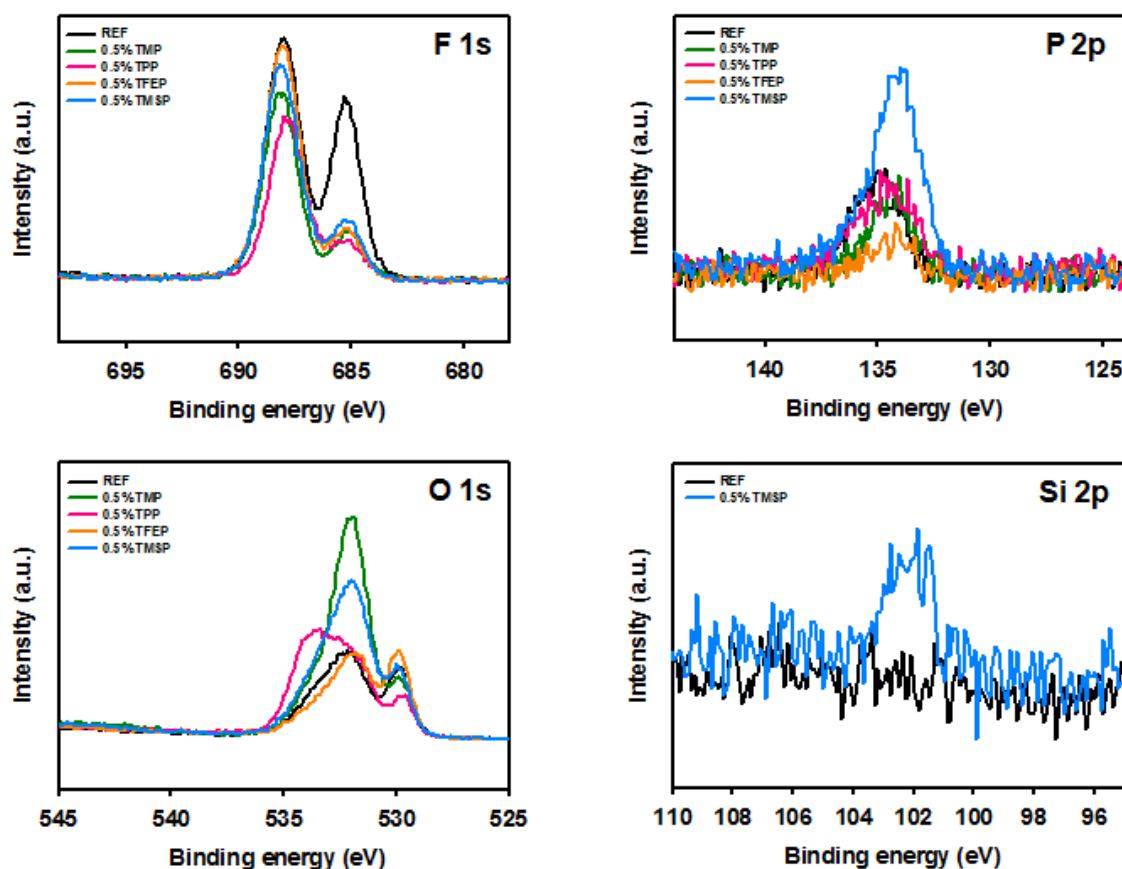 F 1s
REF
0.5% TMP
0.5% TPP
0.5% TFEP
0.5% TMSP
Intensity (a.u.)
695 690 685 680
Binding energy (eV)
P 2p
REF
0.5% TMP
0.5% TPP
0.5% TFEP
0.5% TMSP
Intensity (a.u.)
140 135 130 125
Binding energy (eV)
O 1s
REF
0.5%TMP
0.5%TPP
0.5%TFEP
0.5%TMSP
Intensity (a.u.)
545 540 535 530 525
Binding energy (eV)
Si 2p
REF
0.5%TMSP
Intensity (a.u.)
110 108 106 104 102 100 98 96
Binding energy (eV)